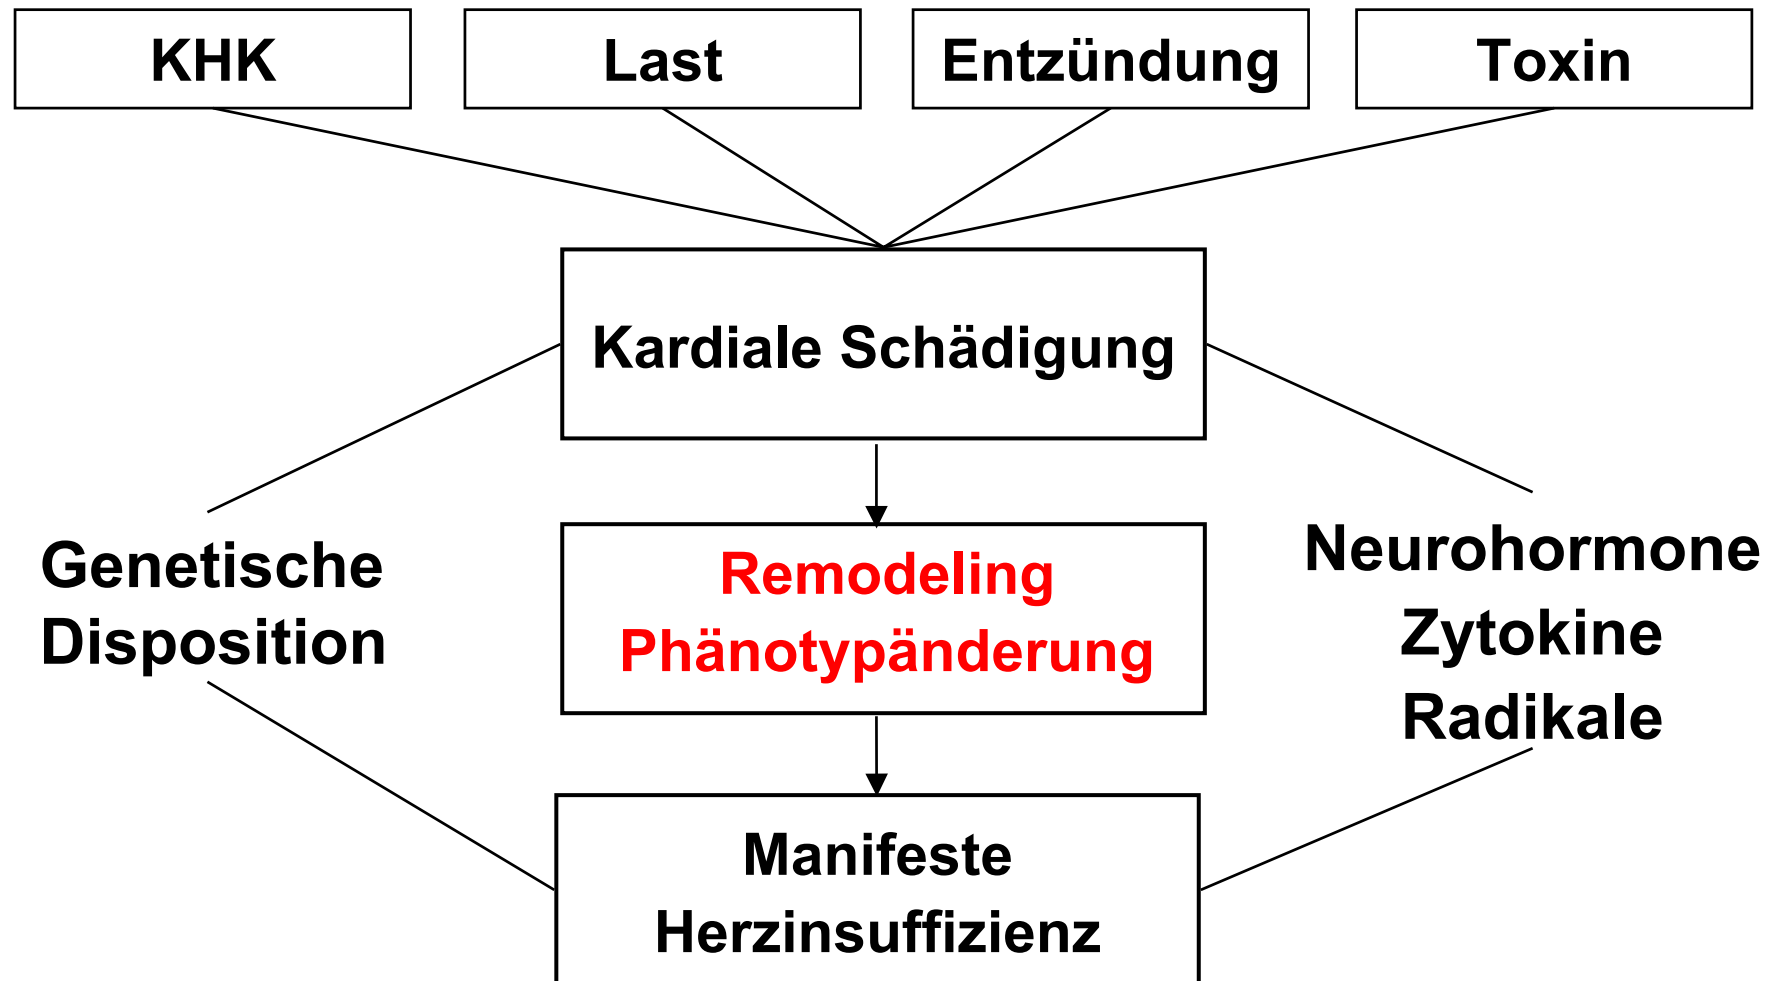 KHK
Last
Entzündung
Toxin
Kardiale Schädigung
Genetische
Disposition
Remodeling
Phänotypänderung
Neurohormone
Zytokine
Radikale
Manifeste
Herzinsuffizienz